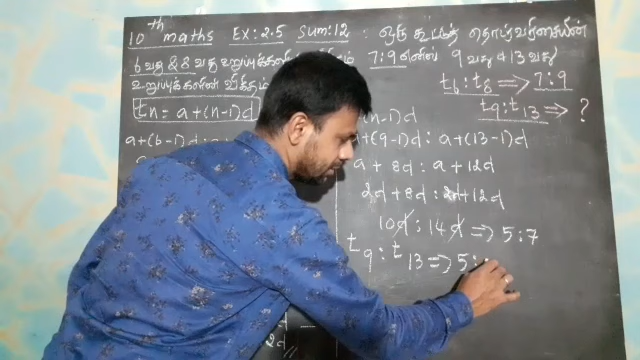 10th maths Ex: 2.5 Sum: 12 : ஒரு கூட்டுத் தொடர்வரிசையின்
6 வது & 8 வது உறுப்புக்களின் விகிதம் 7:9 எனில் 9 வது & 13 வது
உறுப்புக்களின் விகிதம்
t6 : t8 ⇒ 7:9
t9 : t13 ⇒ ?
tn = a+(n-1)d
(n-1)d
a+(6-1)d
+(9-1)d : a+(13-1)d
a + 8d : a + 12d
2d + 8d : 2d + 12d
10d : 14d ⇒ 5:7
t9 : t13 ⇒ 5:
2d //